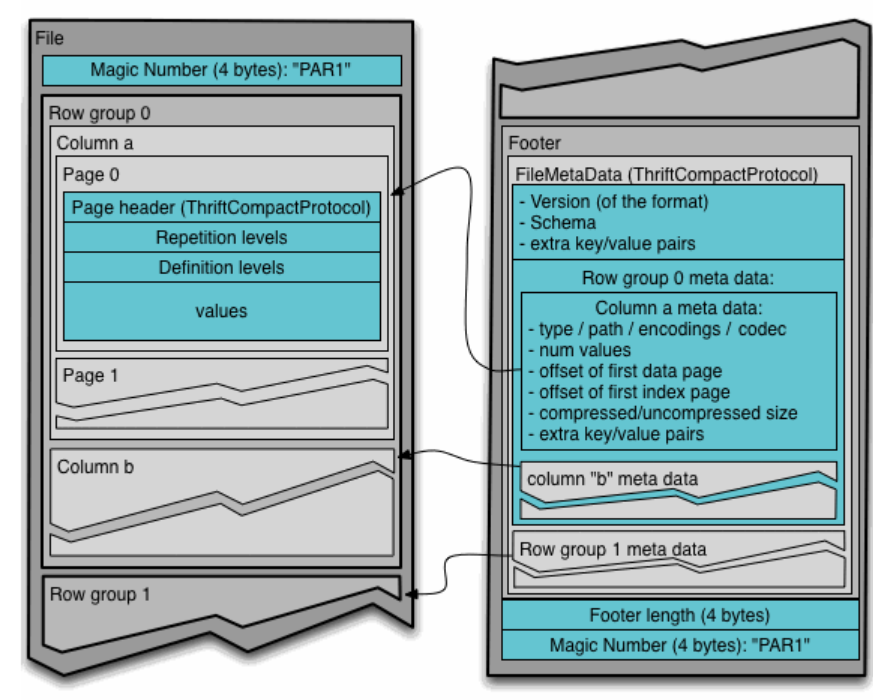 File
Magic Number (4 bytes): "PAR1"
Row group 0
Column a
Page 0
Page header (ThriftCompactProtocol)
Repetition levels
Definition levels
values
Page 1
Column b
Row group 1
Footer
FileMetaData (ThriftCompactProtocol)
- Version (of the format)
- Schema
- extra key/value pairs
Row group 0 meta data:
Column a meta data:
- type / path / encodings / codec
- num values
- offset of first data page
- offset of first index page
- compressed/uncompressed size
- extra key/value pairs
column "b" meta data
Row group 1 meta data
Footer length (4 bytes)
Magic Number (4 bytes): "PAR1"